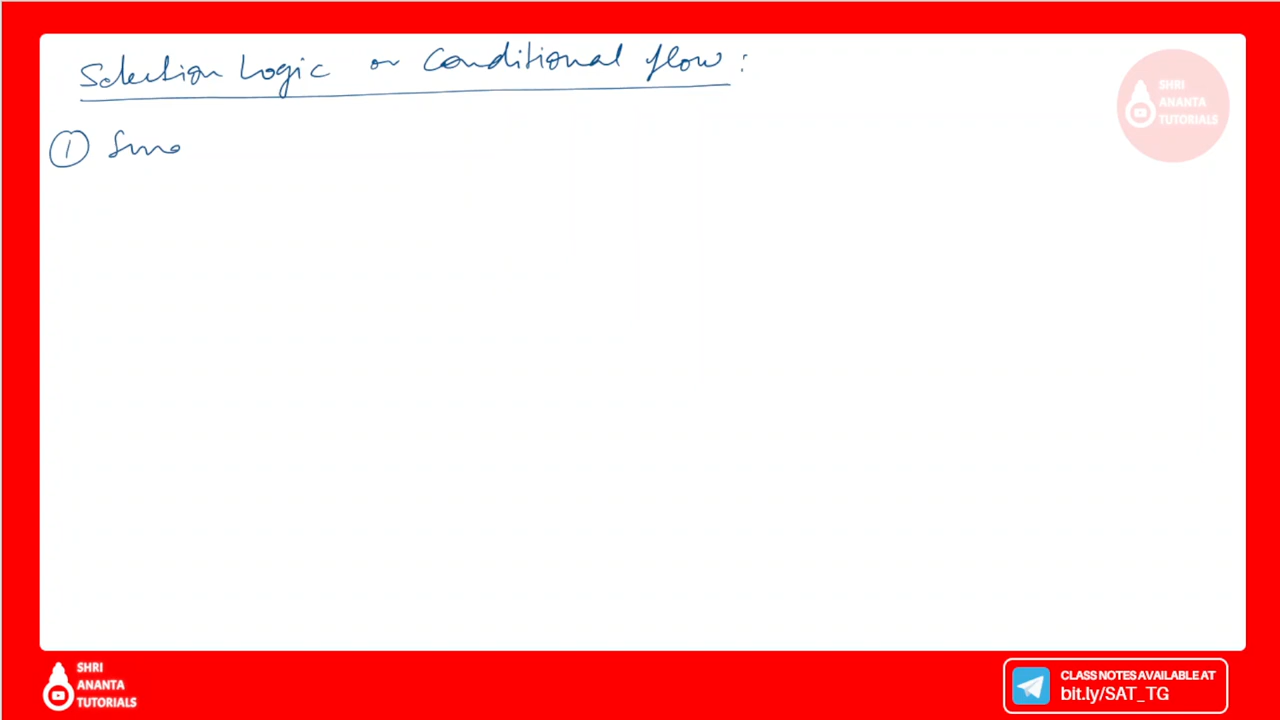 Selection Logic or Conditional flow :
①
SHRI
ANANTA
TUTORIALS
SHRI
ANANTA
TUTORIALS
CLASS NOTES AVAILABLE AT
bit.ly/SAT_TG